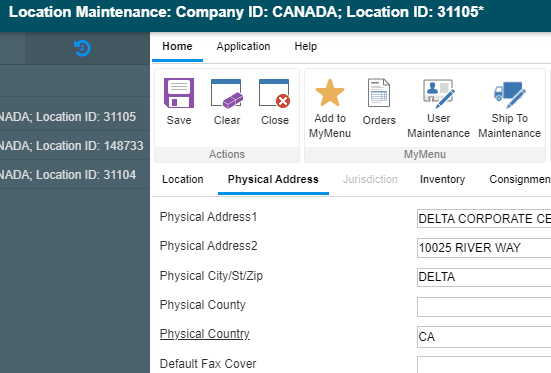 Location Maintenance: Company ID: CANADA; Location ID: 31105*
Home Application Help
NADA; Location ID: 31105
NADA; Location ID: 148733
NADA; Location ID: 31104
Save Clear Close
Add to MyMenu
Orders
User Maintenance
Ship To Maintenance
Actions MyMenu
Location Physical Address Jurisdiction Inventory Consignmen
Physical Address1 DELTA CORPORATE CE
Physical Address2 10025 RIVER WAY
Physical City/St/Zip DELTA
Physical County
Physical Country CA
Default Fax Cover